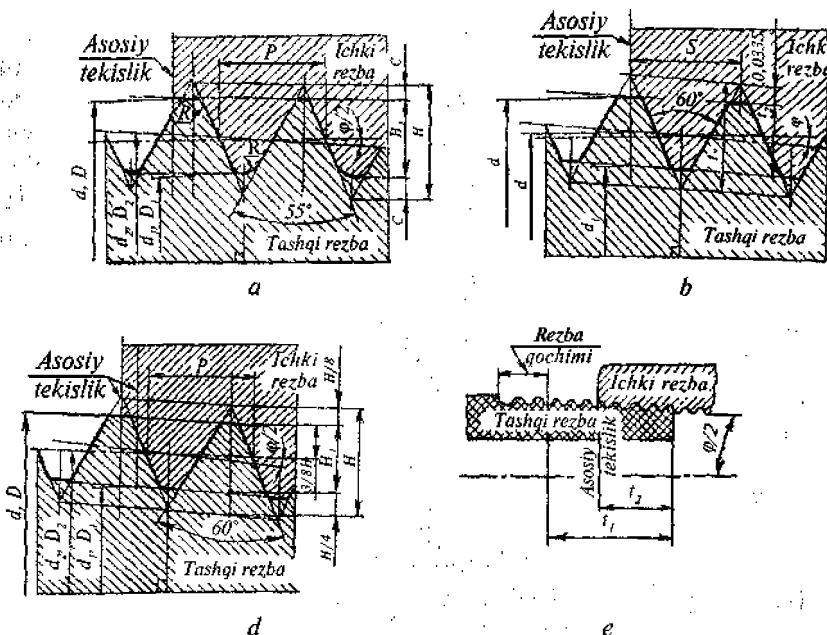 Asosiy
tekislik
P
Ichki
rezba
C
R
R
φ/2
H₁
H
d, D
d₂, D₂
d₁, D₁
55°
C
Tashqi rezba
a
Asosiy
tekislik
S
Ichki
rezba
60°
φ
d
d
d₁
Tashqi rezba
b
Asosiy
tekislik
P
Ichki
rezba
H/8
φ/2
H₁
H
3/8H
d, D
d₂, D₂
d₁, D₁
60°
H/4
Tashqi rezba
d
Rezba
qochimi
Ichki rezba
Tashqi rezba
Asosiy
tekislik
φ/2
t₂
t₁
e